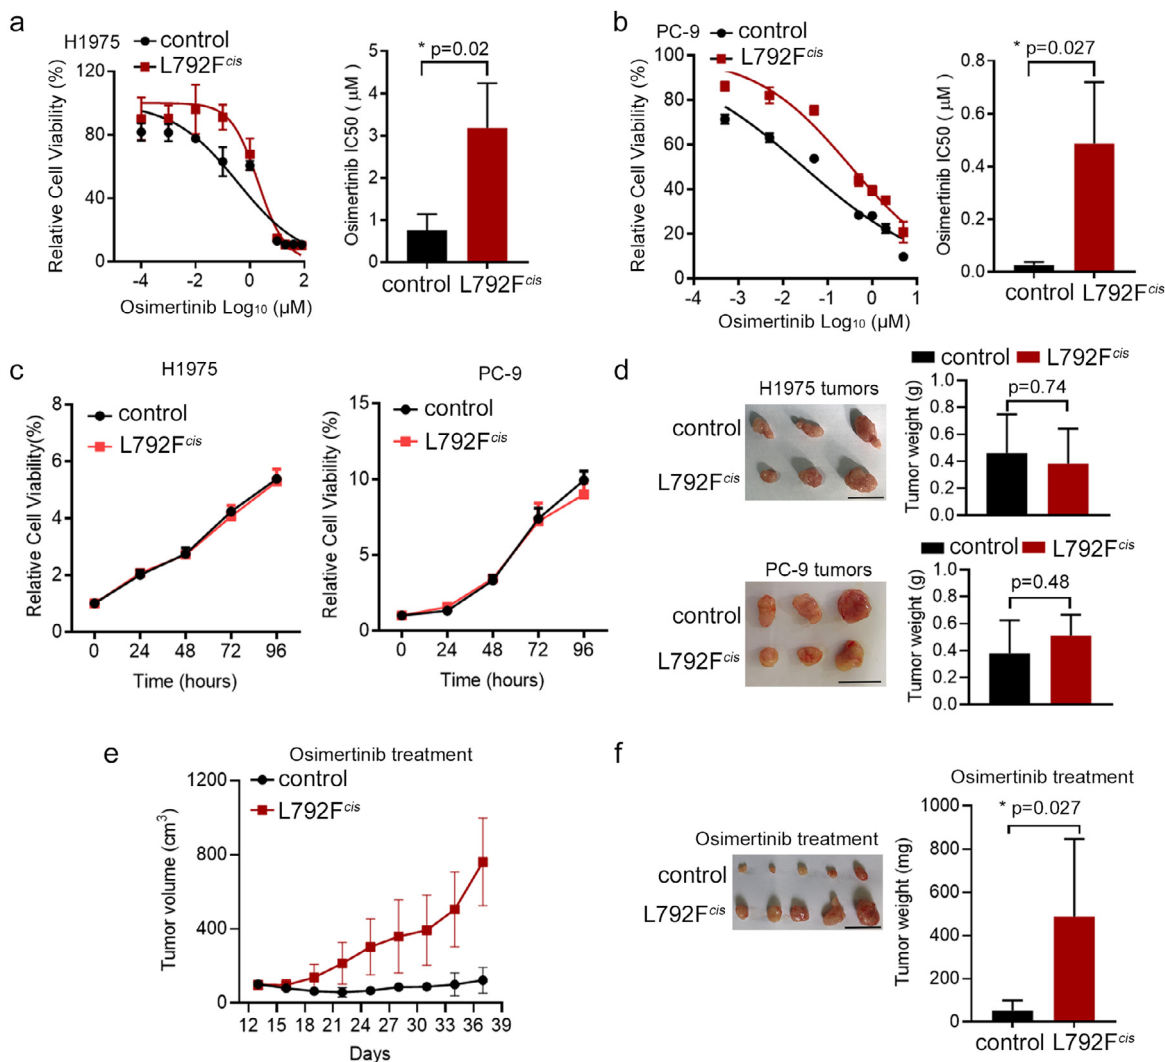 a
H1975
control
L792Fcis
Relative Cell Viability (%)
120
80
40
0
-4
-2
0
2
Osimertinib Log10 (μM)
* p=0.02
Osimertinib IC50 ( μM)
5
4
3
2
1
0
control L792Fcis
b
PC-9
control
L792Fcis
Relative Cell Viability (%)
100
80
60
40
20
0
-4
-3
-2
-1
0
1
Osimertinib Log10 (μM)
* p=0.027
Osimertinib IC50 ( μM)
0.8
0.6
0.4
0.2
0.0
control L792Fcis
c
H1975
control
L792Fcis
Relative Cell Viability(%)
8
6
4
2
0
0
24
48
72
96
Time (hours)
PC-9
control
L792Fcis
Relative Cell Viability (%)
15
10
5
0
0
24
48
72
96
Time (hours)
d
H1975 tumors
control
L792Fcis
control
L792Fcis
p=0.74
Tumor weight (g)
1.0
0.8
0.6
0.4
0.2
0.0
PC-9 tumors
control
L792Fcis
control
L792Fcis
p=0.48
Tumor weight (g)
1.0
0.8
0.6
0.4
0.2
0.0
e
Osimertinib treatment
control
L792Fcis
Tumor volume (cm3)
1200
800
400
0
12 15 18 21 24 27 30 33 36 39
Days
f
Osimertinib treatment
control
L792Fcis
Osimertinib treatment
* p=0.027
Tumor weight (mg)
1000
800
600
400
200
0
control L792Fcis